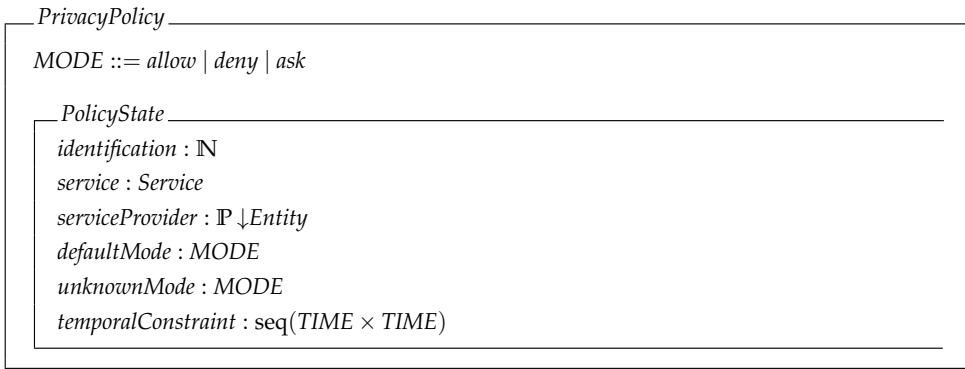 PrivacyPolicy
MODE ::= allow | deny | ask
PolicyState
identification : ℕ
service : Service
serviceProvider : ℙ ↓Entity
defaultMode : MODE
unknownMode : MODE
temporalConstraint : seq(TIME × TIME)